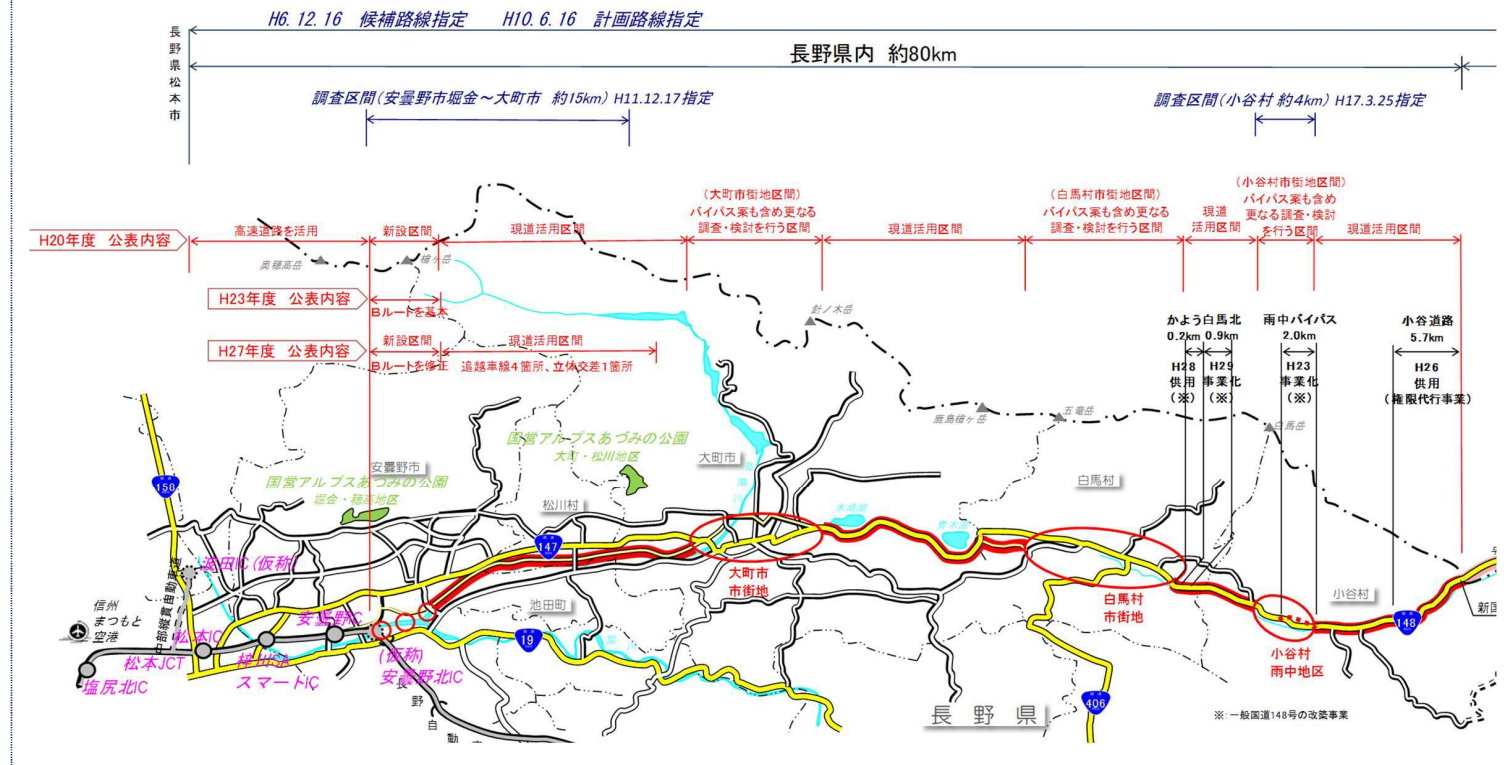 H6.12.16 候補路線指定 H10.6.16 計画路線指定
長野県松本市
長野県内 約80km
調査区間(安曇野市堀金～大町市 約15km) H11.12.17指定
調査区間(小谷村 約4km) H17.3.25指定
H20年度 公表内容
高速道路を活用
新設区間
現道活用区間
(大町市街地区間)
バイパス案も含め更なる
調査・検討を行う区間
現道活用区間
(白馬村市街地区間)
バイパス案も含め更なる
調査・検討を行う区間
現道
活用区間
(小谷村市街地区間)
バイパス案も含め
更なる調査・検討
を行う区間
現道活用区間
奥穂高岳
槍ヶ岳
H23年度 公表内容
Bルートを基本
H27年度 公表内容
新設区間
Bルートを修正
現道活用区間
追越車線4箇所、立体交差1箇所
針ノ木岳
鹿島槍ヶ岳
五竜岳
白馬岳
かよう
0.2km
H28
供用
(※)
白馬北
0.9km
H29
事業化
(※)
雨中バイパス
2.0km
H23
事業化
(※)
小谷道路
5.7km
H26
供用
(権限代行事業)
国営アルプスあづみの公園
大町・松川地区
安曇野市
国営アルプスあづみの公園
堀金・穂高地区
松川村
大町市
白馬村
木崎湖
青木湖
158
147
池田町
大町市
市街地
白馬村
市街地
小谷村
148
小谷村
雨中地区
波田IC(仮称)
中部縦貫自動車道
信州
まつもと
空港
松本IC
安曇野IC
松本JCT
梓川SA
スマートIC
塩尻北IC
(仮称)
安曇野北IC
19
406
長野自動
長野県
※:一般国道148号の改築事業